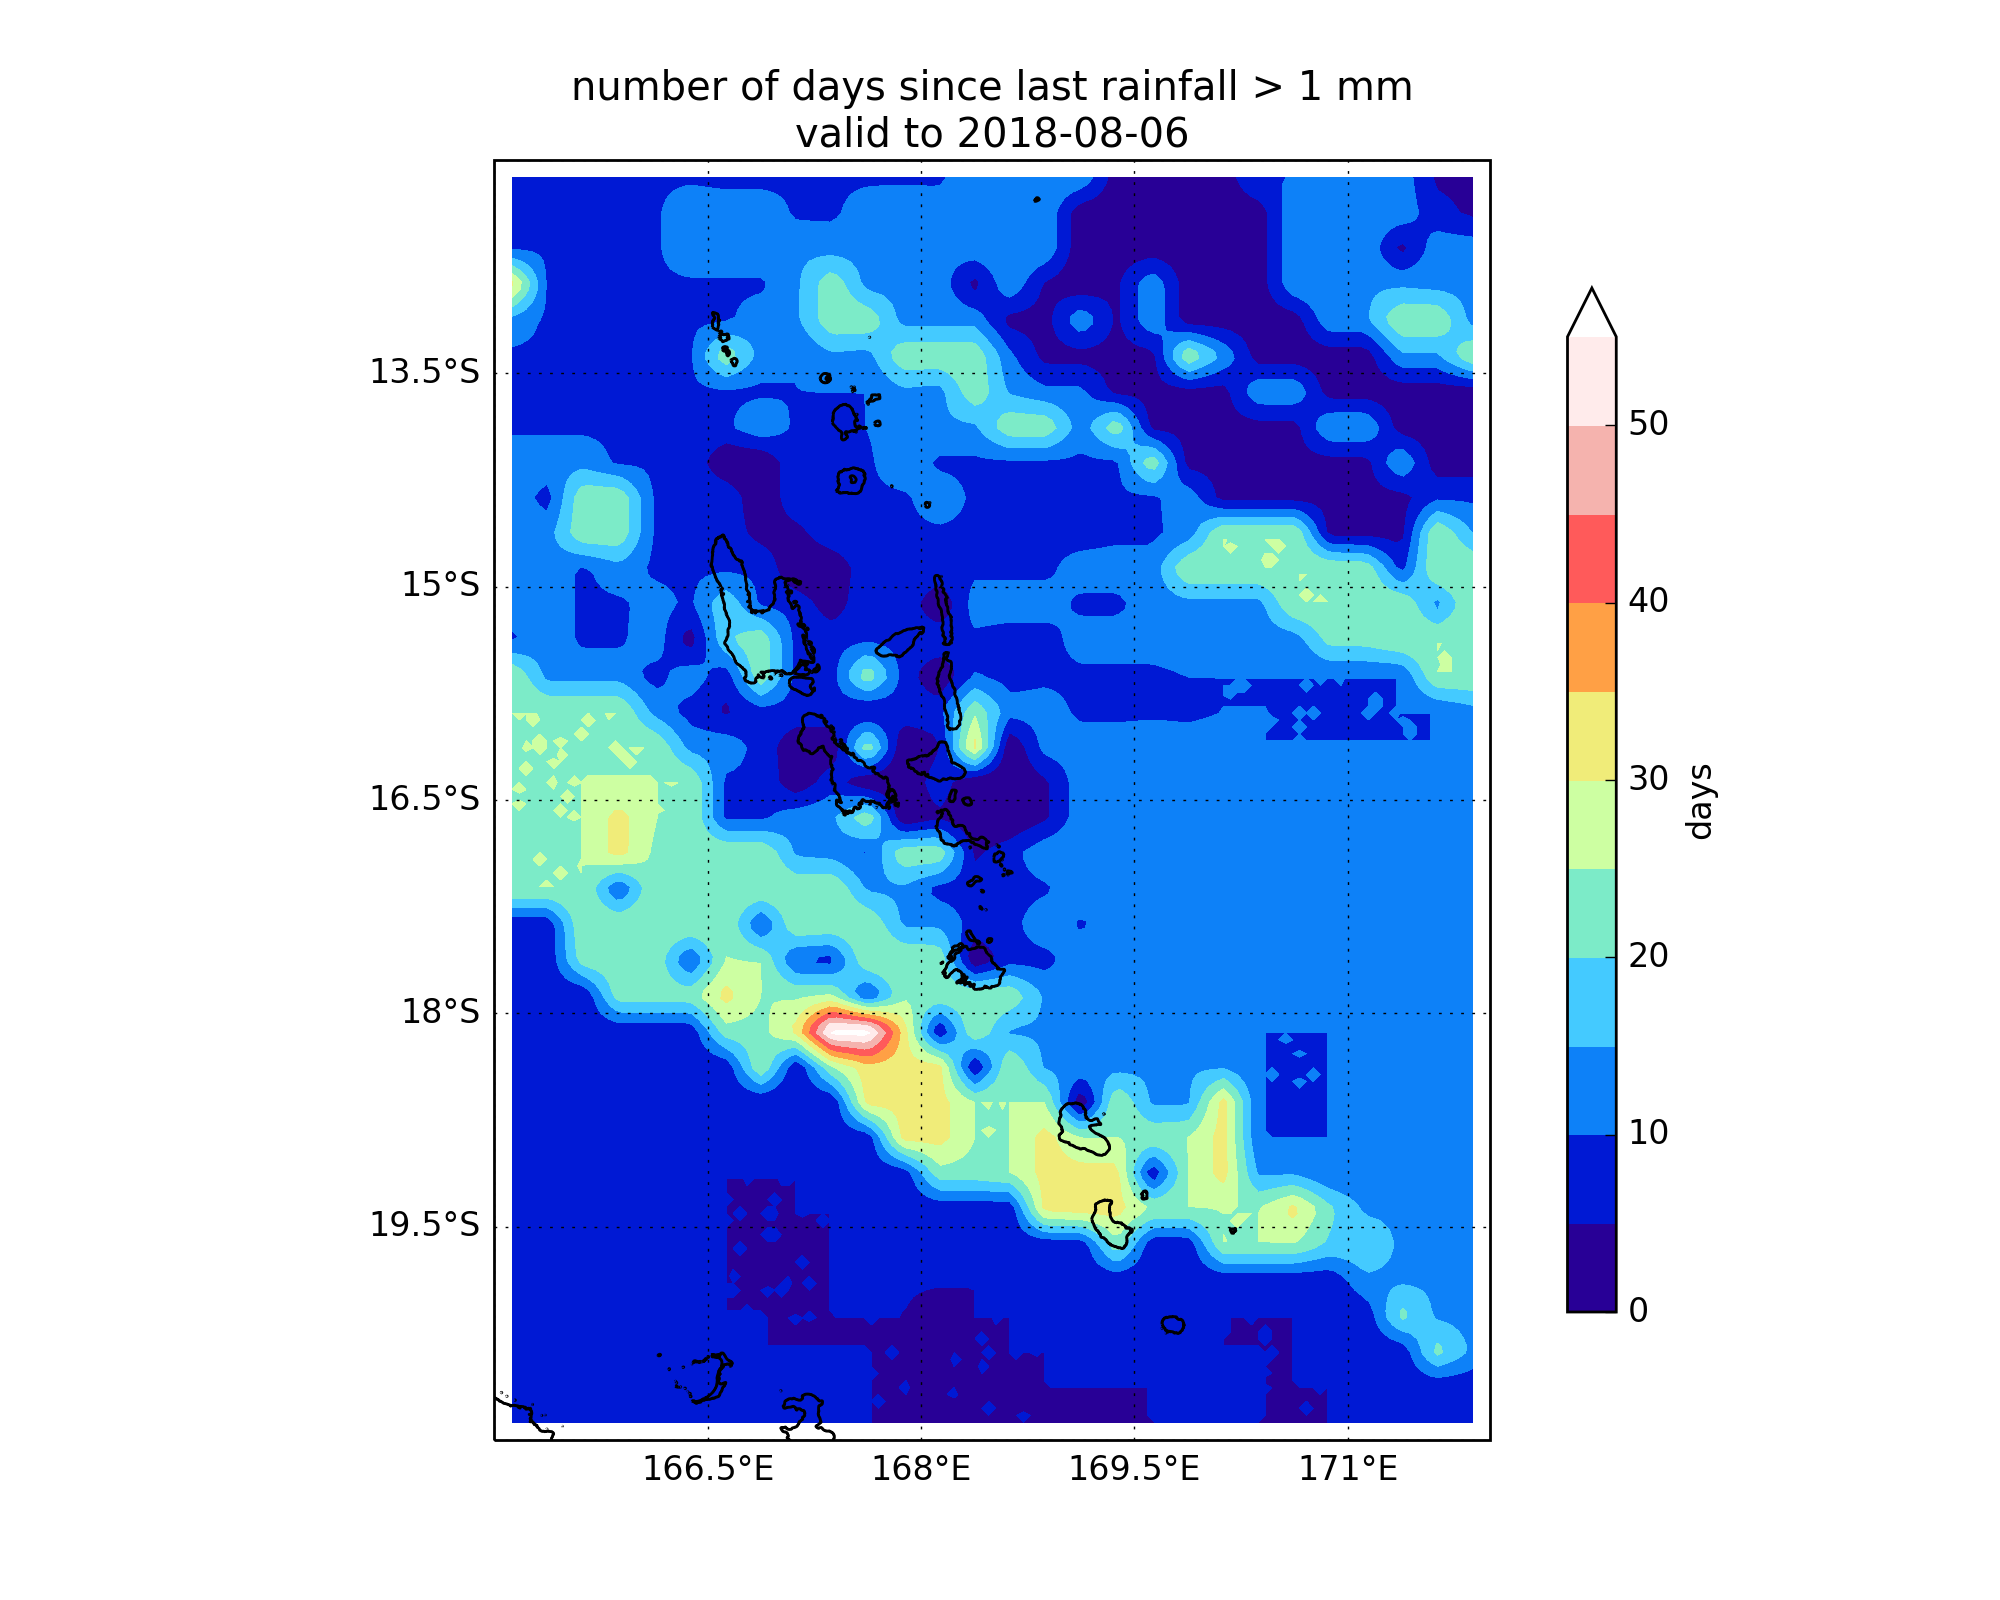 number of days since last rainfall > 1 mm
valid to 2018-08-06
13.5°S
15°S
16.5°S
18°S
19.5°S
166.5°E
168°E
169.5°E
171°E
50
40
30
20
10
0
days